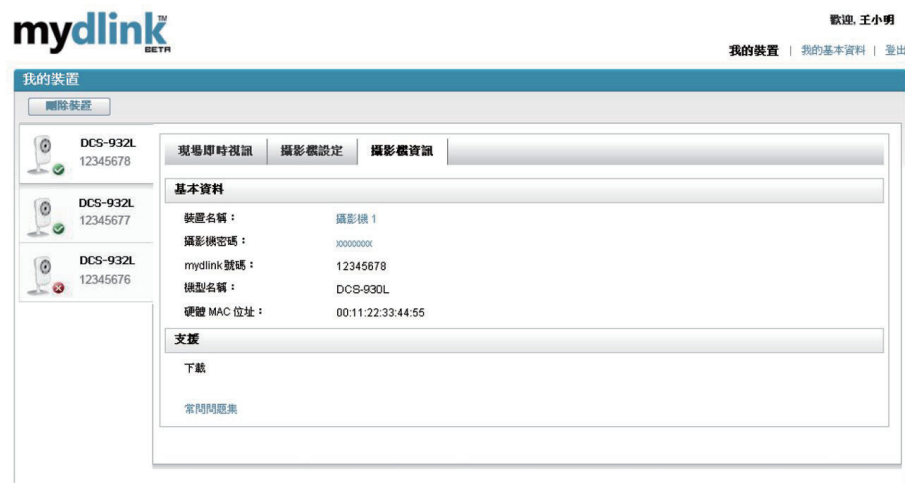 mydlink™
BETA
歡迎, 王小明
我的裝置 | 我的基本資料 | 登出
我的裝置
刪除裝置
DCS-932L
12345678
DCS-932L
12345677
DCS-932L
12345676
現場即時視訊 攝影機設定 攝影機資訊
基本資料
裝置名稱： 攝影機 1
攝影機密碼： xxxxxxxx
mydlink 號碼： 12345678
機型名稱： DCS-930L
硬體 MAC 位址： 00:11:22:33:44:55
支援
下載
常問問題集